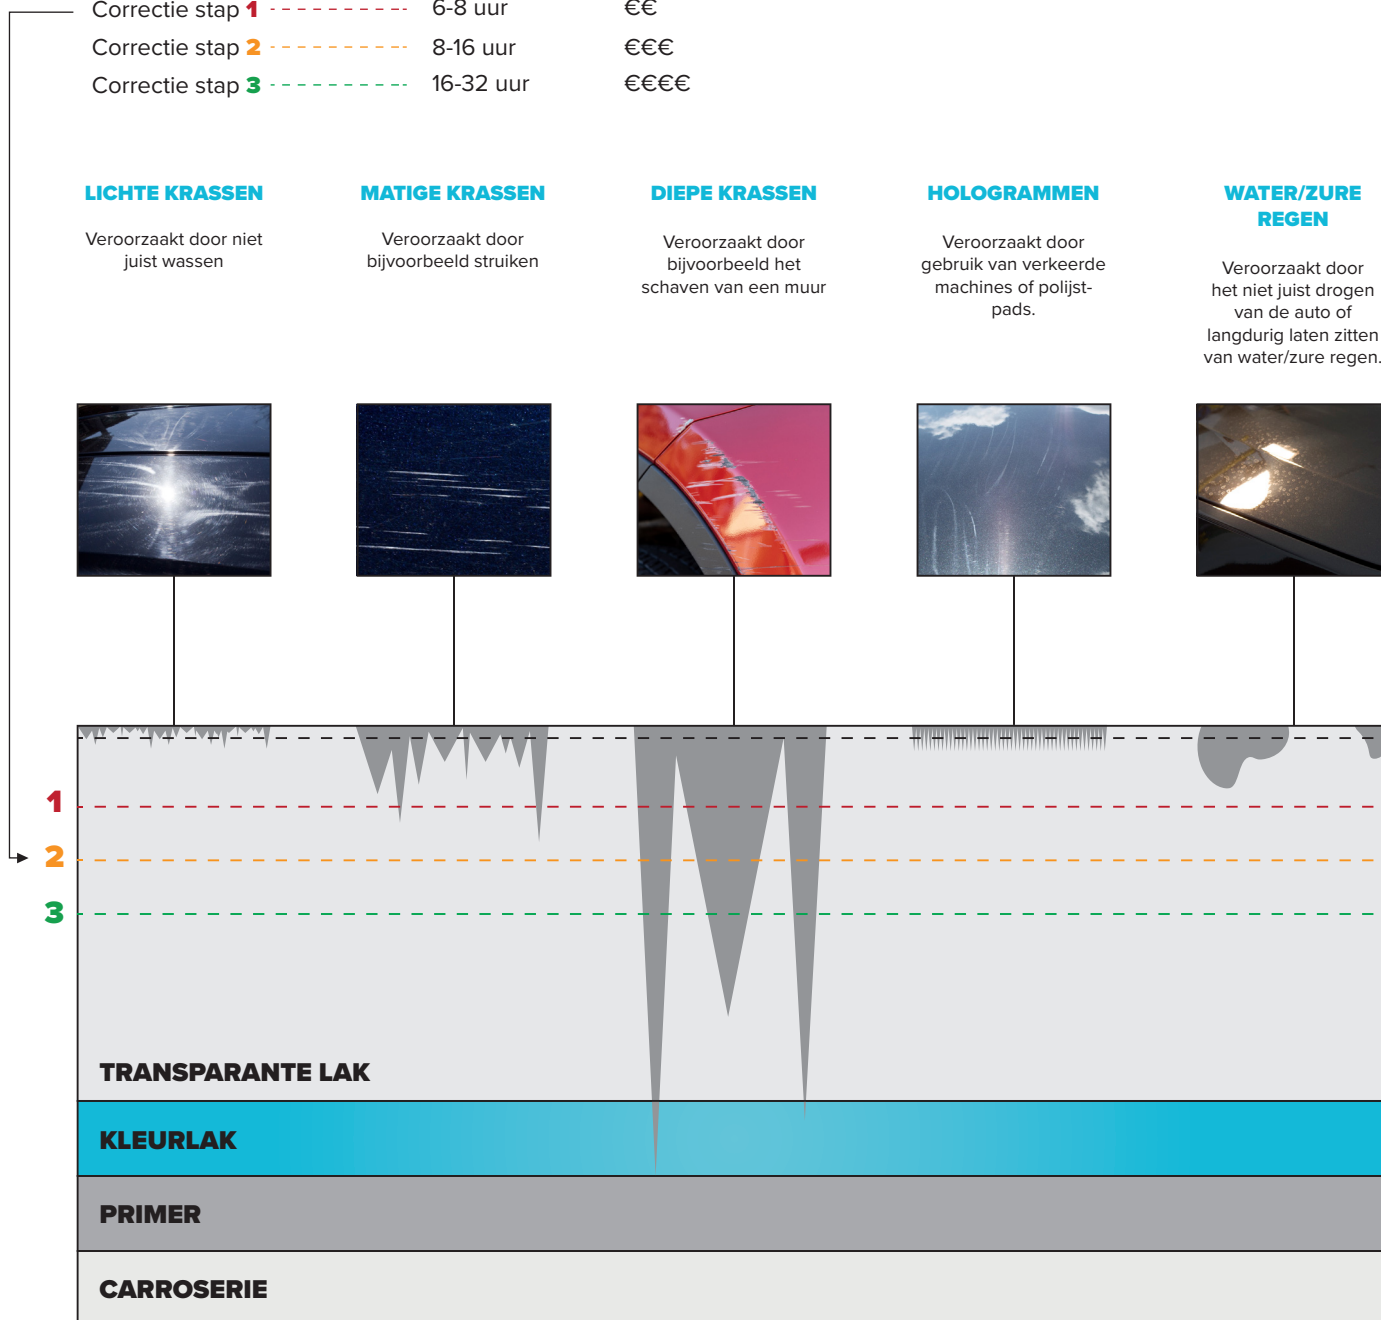 Correctie stap 1 6-8 uur €€
Correctie stap 2 8-16 uur €€€
Correctie stap 3 16-32 uur €€€€
LICHTE KRASSEN
Veroorzaakt door niet
juist wassen
MATIGE KRASSEN
Veroorzaakt door
bijvoorbeeld struiken
DIEPE KRASSEN
Veroorzaakt door
bijvoorbeeld het
schaven van een muur
HOLOGRAMMEN
Veroorzaakt door
gebruik van verkeerde
machines of polijst-
pads.
WATER/ZURE
REGEN
Veroorzaakt door
het niet juist drogen
van de auto of
langdurig laten zitten
van water/zure regen.
1
2
3
TRANSPARANTE LAK
KLEURLAK
PRIMER
CARROSERIE